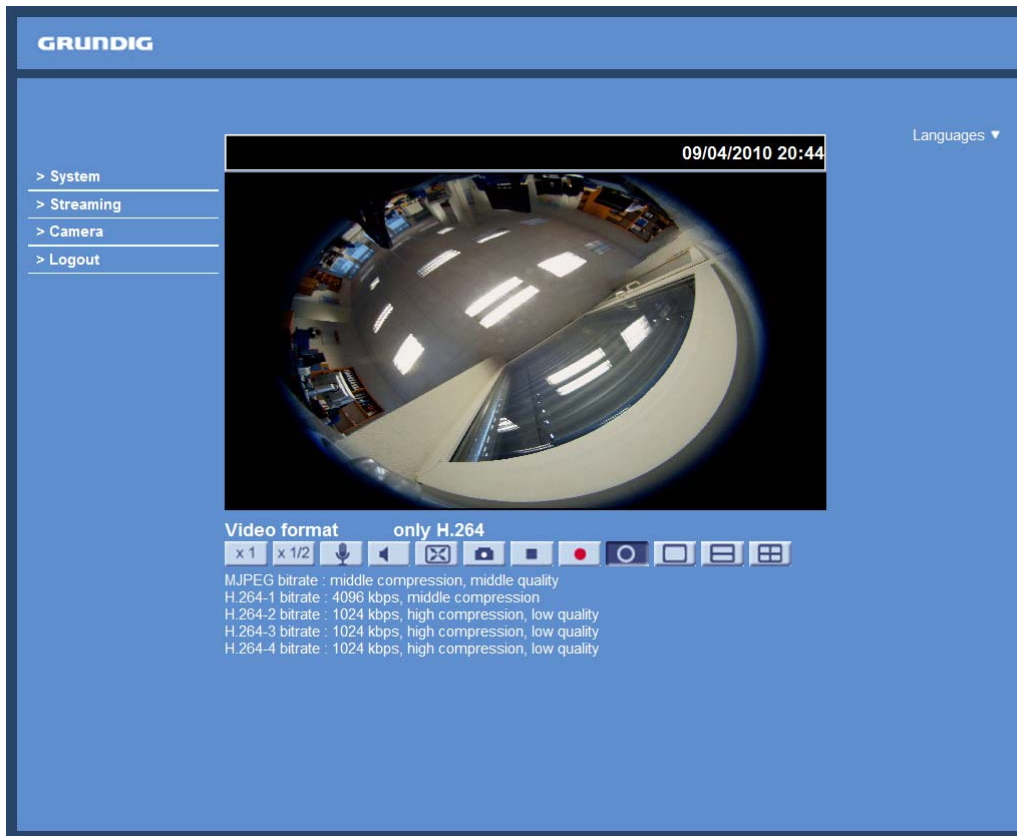 GRUNDIG
Languages ▼
09/04/2010 20:44
> System
> Streaming
> Camera
> Logout
Video format only H.264
x 1 x 1/2
MJPEG bitrate : middle compression, middle quality
H.264-1 bitrate : 4096 kbps, middle compression
H.264-2 bitrate : 1024 kbps, high compression, low quality
H.264-3 bitrate : 1024 kbps, high compression, low quality
H.264-4 bitrate : 1024 kbps, high compression, low quality